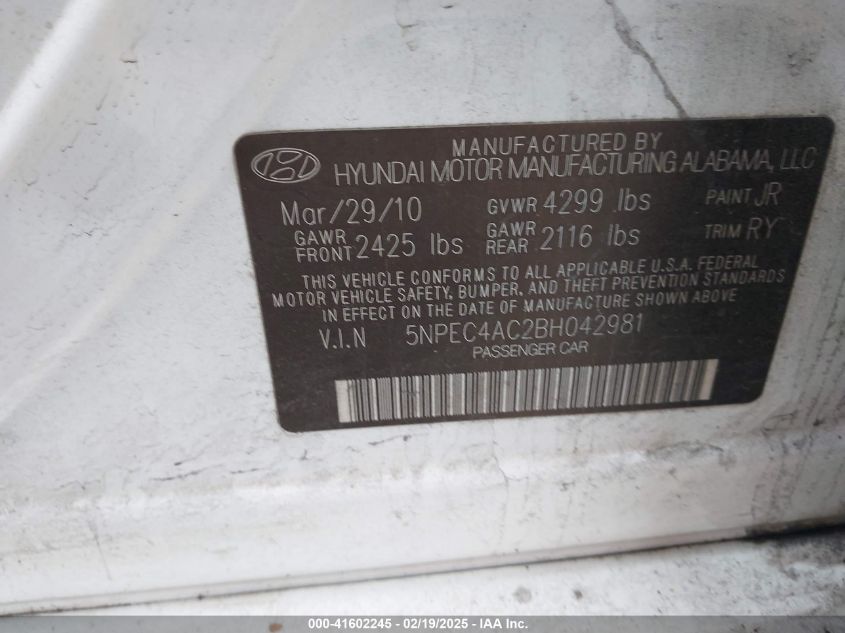 MANUFACTURED BY
HYUNDAI MOTOR MANUFACTURING ALABAMA, LLC
Mar/29/10 GVWR 4299 lbs PAINT JR
GAWR FRONT 2425 lbs GAWR REAR 2116 lbs TRIM RY
THIS VEHICLE CONFORMS TO ALL APPLICABLE U.S.A. FEDERAL
MOTOR VEHICLE SAFETY, BUMPER, AND THEFT PREVENTION STANDARDS
IN EFFECT ON THE DATE OF MANUFACTURE SHOWN ABOVE
V.I.N 5NPEC4AC2BH042981
PASSENGER CAR
000-41602245 - 02/19/2025 - IAA Inc.